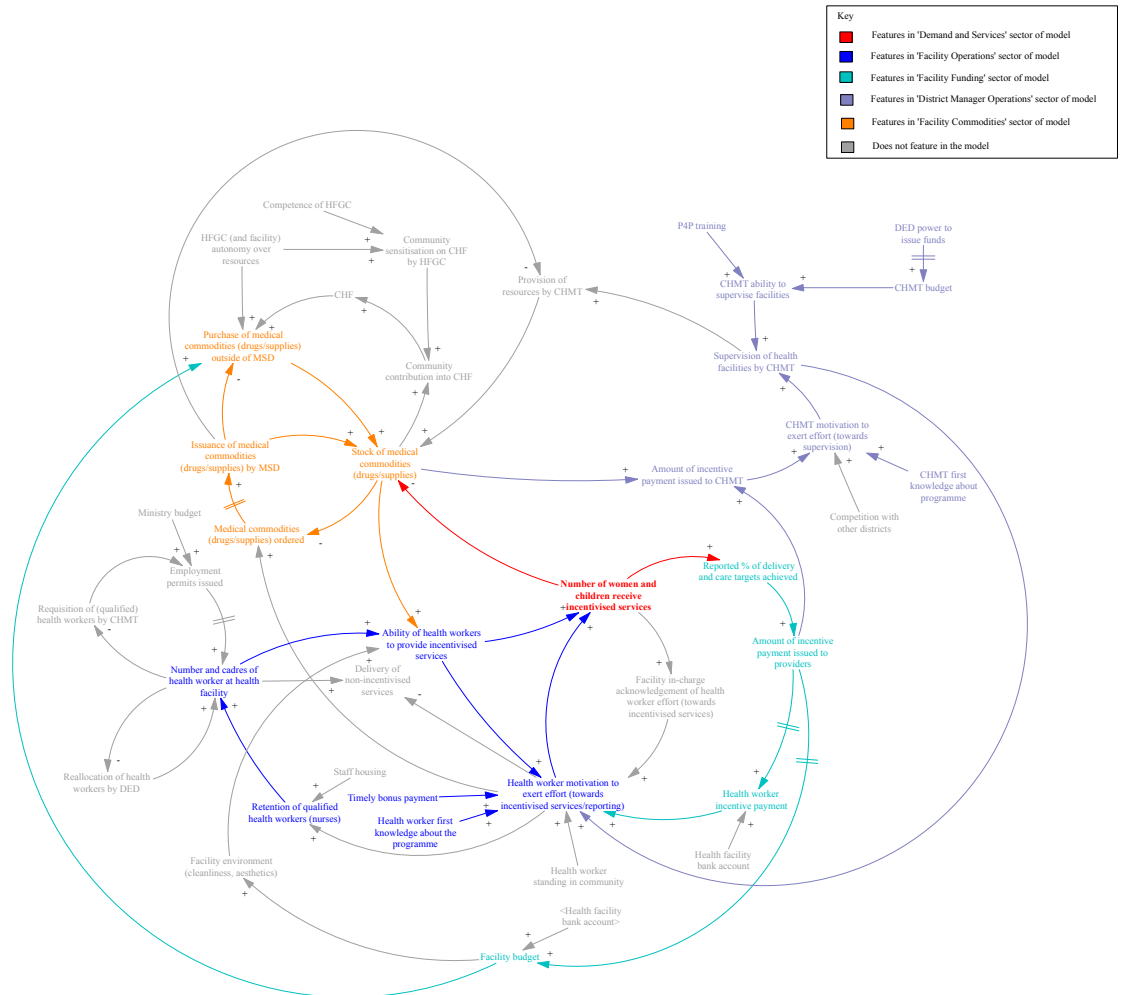 Key
Features in 'Demand and Services' sector of model
Features in 'Facility Operations' sector of model
Features in 'Facility Funding' sector of model
Features in 'District Manager Operations' sector of model
Features in 'Facility Commodities' sector of model
Does not feature in the model
Competence of HFGC
HFGC (and facility)
autonomy over
resources
Community
sensitisation on CHF
by HFGC
P4P training
DED power to
issue funds
Provision of
resources by CHMT
CHMT ability to
supervise facilities
CHMT budget
CHF
Purchase of medical
commodities (drugs/supplies)
outside of MSD
Community
contribution into CHF
Supervision of health
facilities by CHMT
Issuance of medical
commodities
(drugs/supplies) by MSD
Stock of medical
commodities
(drugs/supplies)
CHMT motivation to
exert effort (towards
supervision)
Amount of incentive
payment issued to CHMT
CHMT first
knowledge about
programme
Competition with
other districts
Ministry budget
Medical commodities
(drugs/supplies) ordered
Employment
permits issued
Reported % of delivery
and care targets achieved
Number of women and
children receive
incentivised services
Requisition of (qualified)
health workers by CHMT
Ability of health workers
to provide incentivised
services
Amount of incentive
payment issued to
providers
Number and cadres of
health worker at health
facility
Delivery of
non-incentivised
services
Facility in-charge
acknowledgement of health
worker effort (towards
incentivised services)
Reallocation of health
workers by DED
Staff housing
Health worker motivation to
exert effort (towards
incentivised services/reporting)
Timely bonus payment
Health worker
incentive payment
Retention of qualified
health workers (nurses)
Health worker first
knowledge about the
programme
Health facility
bank account
Facility environment
(cleanliness, aesthetics)
Health worker
standing in community
<Health facility
bank account>
Facility budget